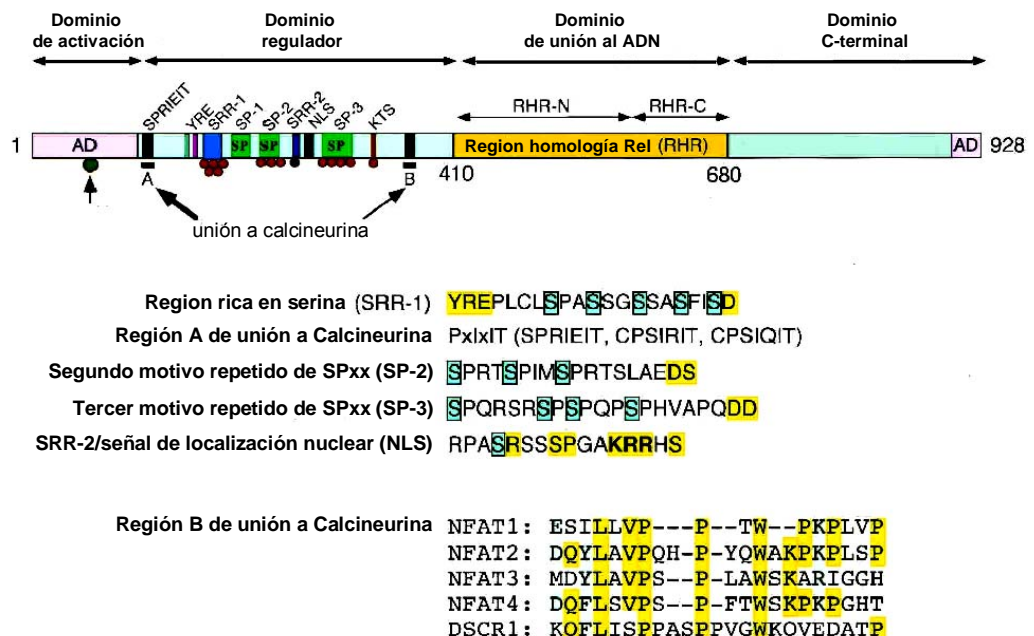 Dominio de activación
Dominio regulador
Dominio de unión al ADN
Dominio C-terminal
SPRIEIT
YRE
SRR-1
SP-1
SP-2
SRR-2
NLS
SP-3
KTS
RHR-N
RHR-C
1
AD
SP
SP
SP
Region homología Rel (RHR)
AD
928
A
B
410
680
unión a calcineurina
Region rica en serina (SRR-1) YREPLCLSPASSGSSASFISD
Región A de unión a Calcineurina PxIxIT (SPRIEIT, CPSIRIT, CPSIQIT)
Segundo motivo repetido de SPxx (SP-2) SPRTSPIMSPRTSLAEDS
Tercer motivo repetido de SPxx (SP-3) SPQRSRSPSPQPSPHVAPQDD
SRR-2/señal de localización nuclear (NLS) RPASRSSSPGAKRRHS
Región B de unión a Calcineurina NFAT1: ESILLVP---P--TW--PKPLVP
NFAT2: DQYLAVPQH-P-YQWAKPKPLSP
NFAT3: MDYLAVPS--P-LAWSKARIGGH
NFAT4: DQFLSVPS--P-FTWSKPKPGHT
DSCR1: KQFLISPPASPPVGWKQVEDATP